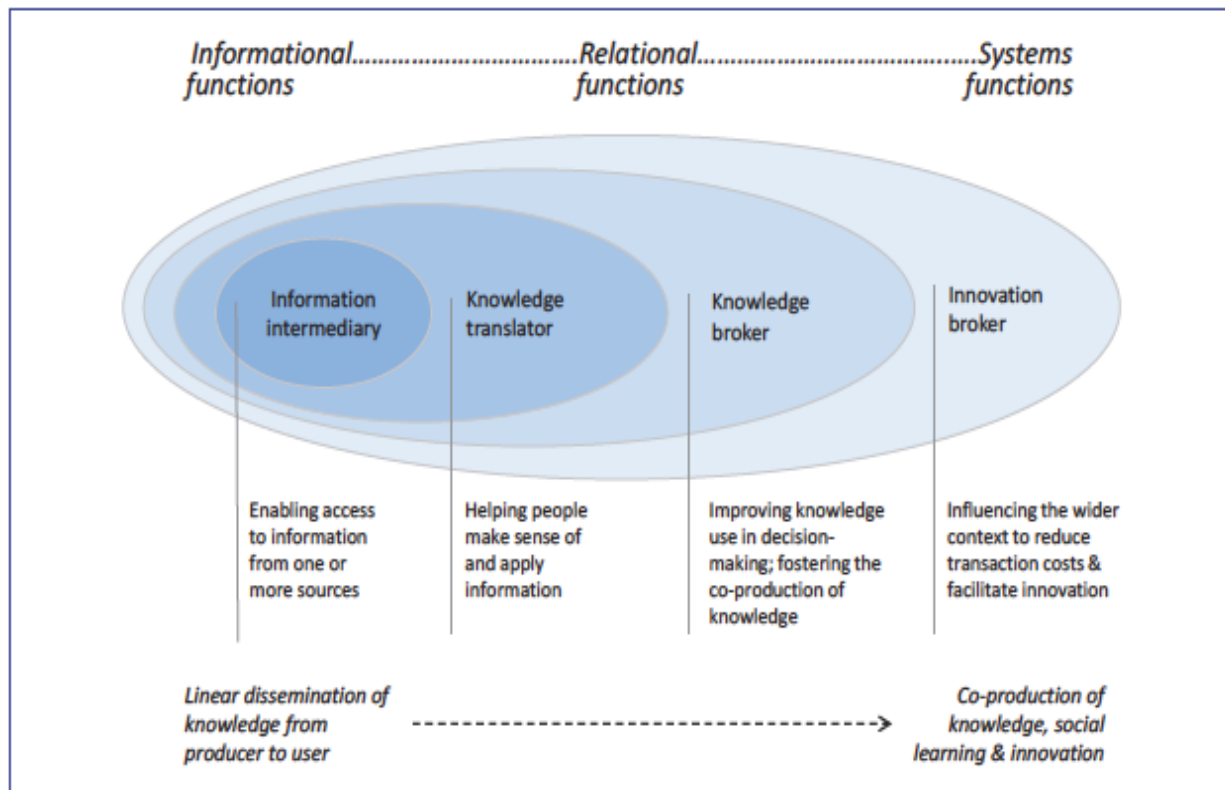 Informational……………………………….Relational…………………………………..….Systems
functions functions functions
Information
intermediary
Knowledge
translator
Knowledge
broker
Innovation
broker
Enabling access
to information
from one or
more sources
Helping people
make sense of
and apply
information
Improving knowledge
use in decision-
making; fostering the
co-production of
knowledge
Influencing the wider
context to reduce
transaction costs &
facilitate innovation
Linear dissemination of
knowledge from
producer to user
Co-production of
knowledge, social
learning & innovation